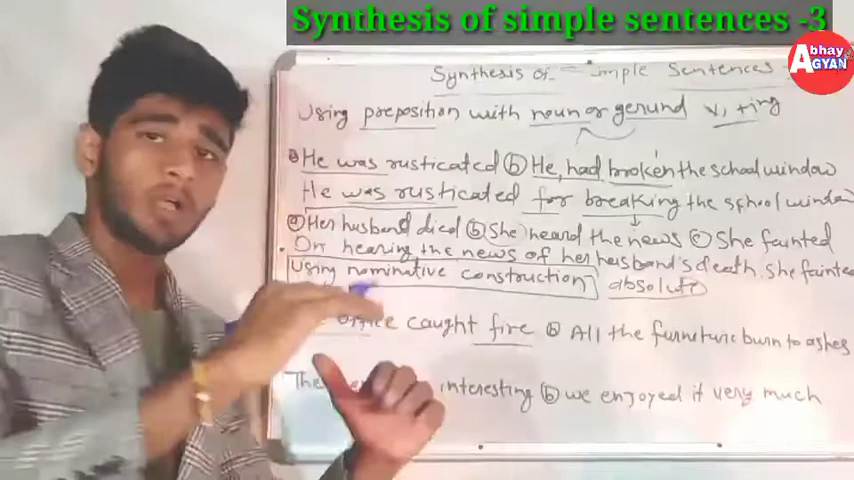 Synthesis of simple sentences -3
Abhay
GYAN
Synthesis of Simple Sentences
Using preposition with noun or gerund V1 + ing
ⓐ He was rusticated ⓑ He had broken the school window
He was rusticated for breaking the school window
ⓐ Her husband died ⓑ She heard the news ⓒ She fainted
On hearing the news of her husband's death, she fainte
Using nominative construction absolute
office caught fire ⓑ All the furneture burn to ashes
interesting ⓑ we enjoyed it very much